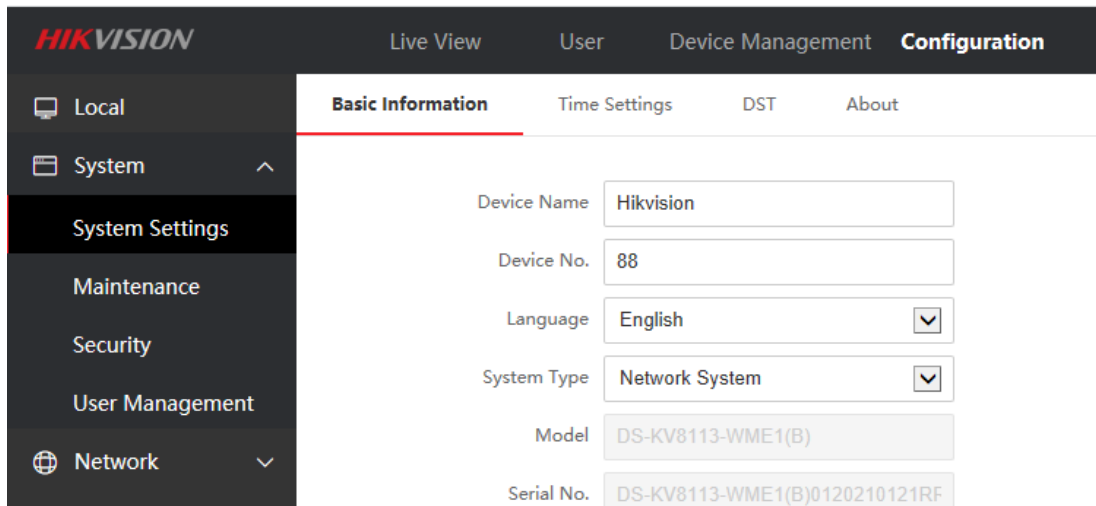 HIKVISION
Live View User Device Management Configuration
Local
System
System Settings
Maintenance
Security
User Management
Network
Basic Information Time Settings DST About
Device Name Hikvision
Device No. 88
Language English
System Type Network System
Model DS-KV8113-WME1(B)
Serial No. DS-KV8113-WME1(B)0120210121RF